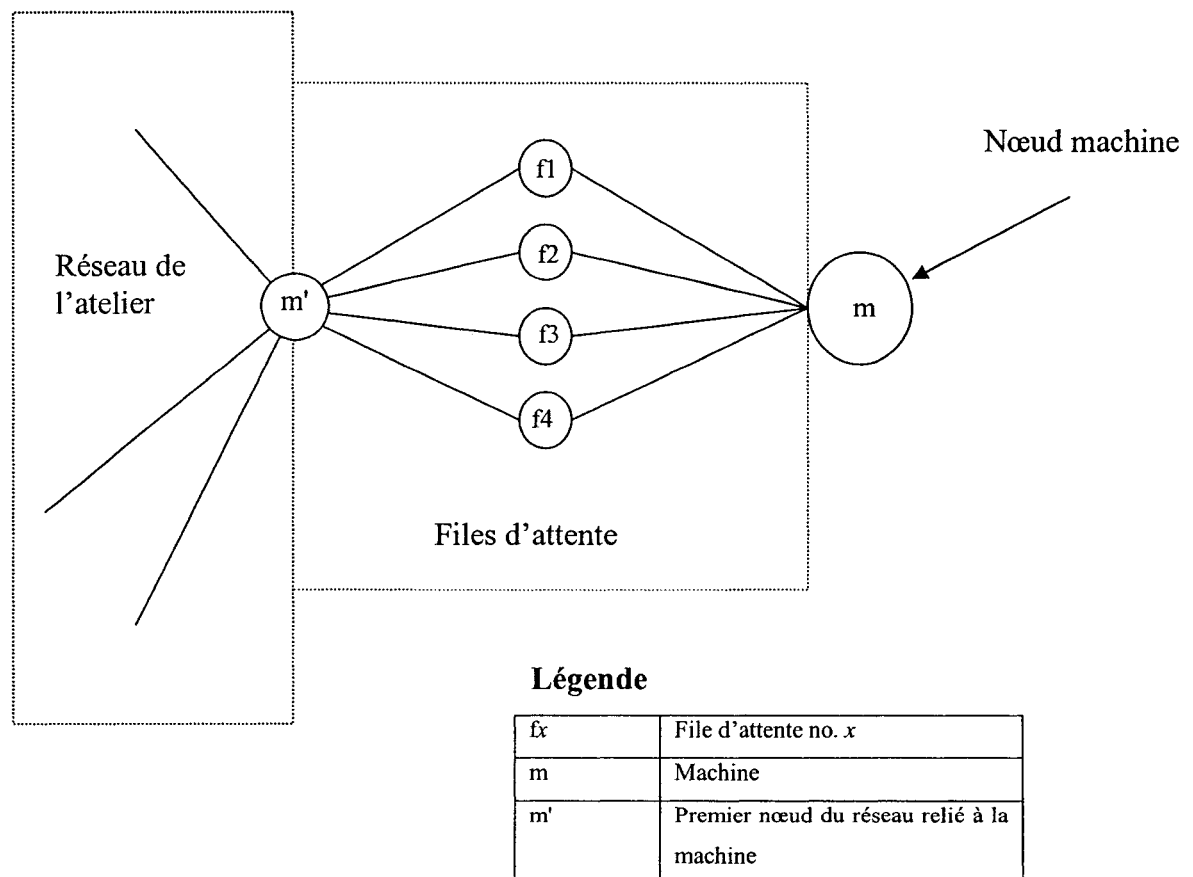 Nœud machine
Réseau de
l'atelier
m'
f1
f2
f3
f4
m
Files d'attente
Légende
fx File d'attente no. x
m Machine
m' Premier nœud du réseau relié à la
machine